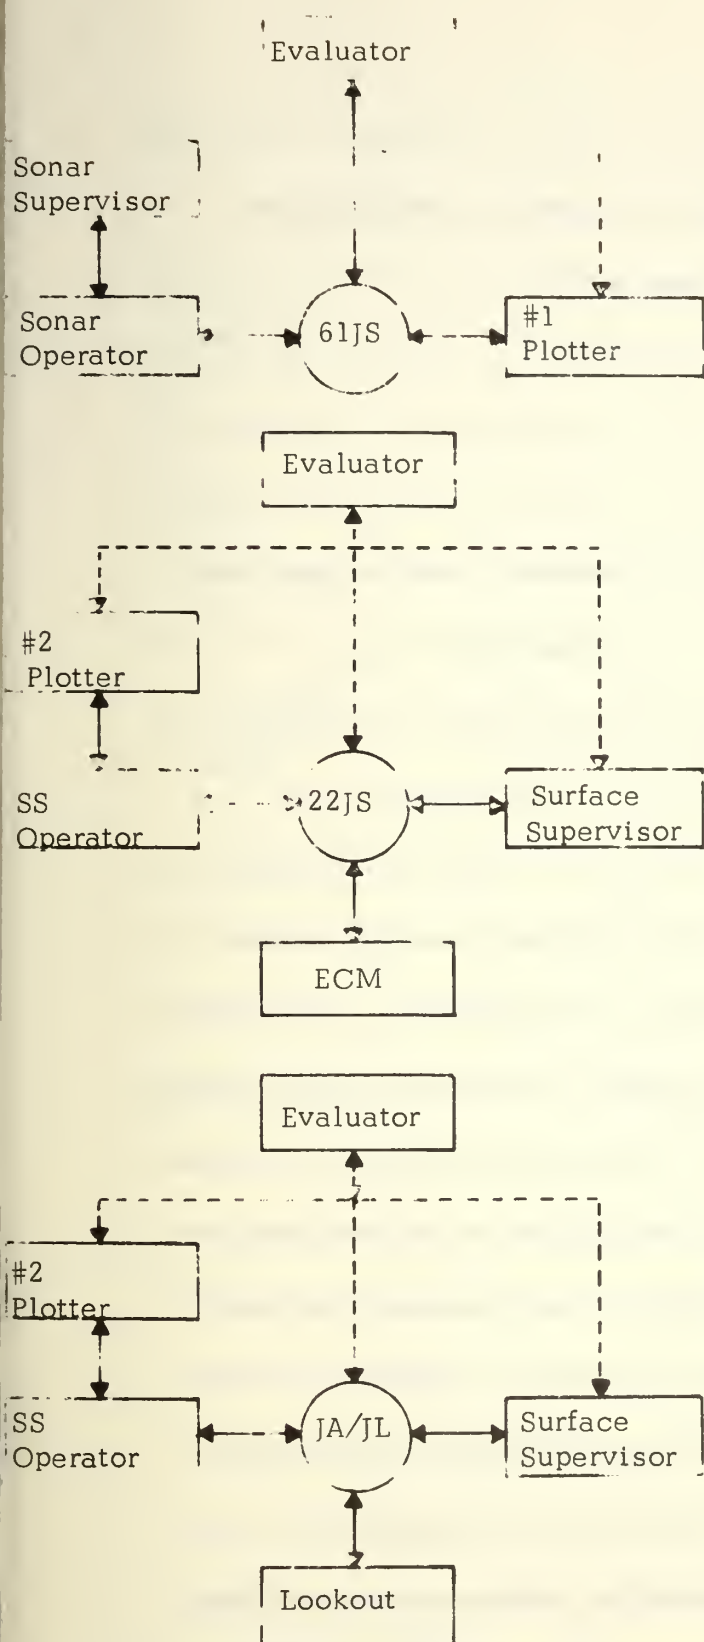 Evaluator
Sonar
Supervisor
Sonar
Operator
61JS
#1
Plotter
Evaluator
#2
Plotter
SS
Operator
22JS
Surface
Supervisor
ECM
Evaluator
#2
Plotter
SS
Operator
JA/JL
Surface
Supervisor
Lookout